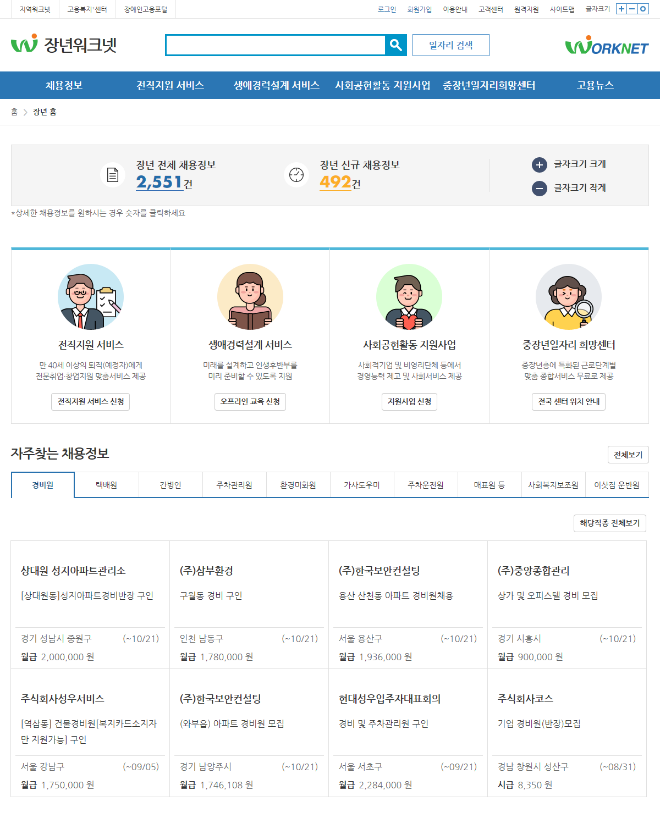 지역워크넷 고용복지⁺센터 장애인고용포털
로그인 회원가입 이용안내 고객센터 원격지원 사이트맵 글자크기
장년워크넷
일자리 검색
WORKNET
채용정보 전직지원 서비스 생애경력설계 서비스 사회공헌활동 지원사업 중장년일자리희망센터 고용뉴스
홈 > 장년 홈
장년 전체 채용정보
2,551건
장년 신규 채용정보
492건
글자크기 크게
글자크기 작게
*상세한 채용정보를 원하시는 경우 숫자를 클릭하세요
전직지원 서비스
만 40세 이상의 퇴직(예정자)에게
전문취업·창업지원 맞춤서비스 제공
전직지원 서비스 신청
생애경력설계 서비스
미래를 설계하고 인생후반부를
미리 준비할 수 있도록 지원
오프라인 교육 신청
사회공헌활동 지원사업
사회적기업 및 비영리단체 등에서
경영능력 제고 및 사회서비스 제공
지원사업 신청
중장년일자리 희망센터
중장년층에 특화된 근로단계별
맞춤 종합서비스 무료로 제공
전국 센터 위치 안내
자주찾는 채용정보
전체보기
경비원 택배원 간병인 주차관리원 환경미화원 가사도우미 주차운전원 매표원 등 사회복지보조원 이삿짐 운반원
해당직종 전체보기
상대원 성지아파트관리소
[상대원동]성지아파트경비반장 구인
경기 성남시 중원구 (~10/21)
월급 2,000,000 원
(주)삼부환경
구월동 경비 구인
인천 남동구 (~10/21)
월급 1,780,000 원
(주)한국보안컨설팅
용산 산천동 아파트 경비원채용
서울 용산구 (~10/21)
월급 1,936,000 원
(주)중앙종합관리
상가 및 오피스텔 경비 모집
경기 시흥시 (~10/21)
월급 900,000 원
주식회사성우서비스
[역삼동] 건물경비원[복지카드소지자
만 지원가능] 구인
서울 강남구 (~09/05)
월급 1,750,000 원
(주)한국보안컨설팅
(와부읍) 아파트 경비원 모집
경기 남양주시 (~10/21)
월급 1,746,108 원
현대성우입주자대표회의
경비 및 주차관리원 구인
서울 서초구 (~09/21)
월급 2,284,000 원
주식회사코스
기업 경비원(반장)모집
경남 창원시 성산구 (~08/31)
시급 8,350 원